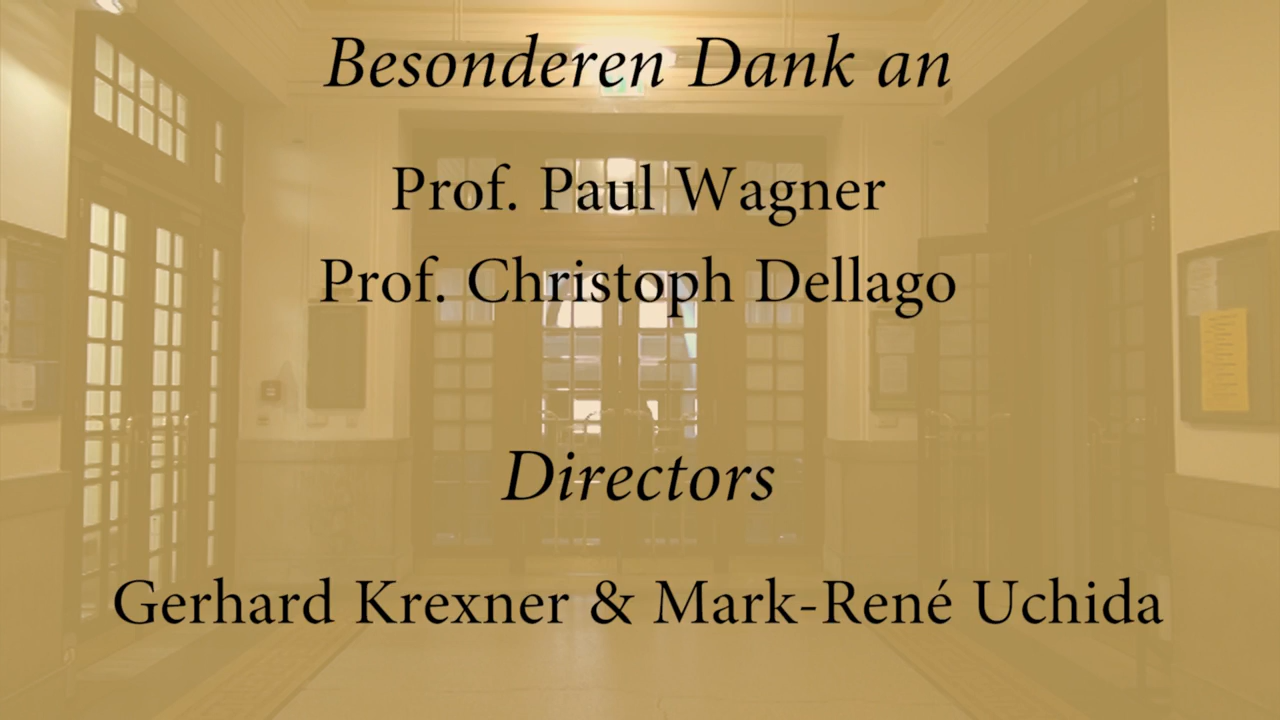 Besonderen Dank an
Prof. Paul Wagner
Prof. Christoph Dellago
Directors
Gerhard Krexner & Mark-René Uchida